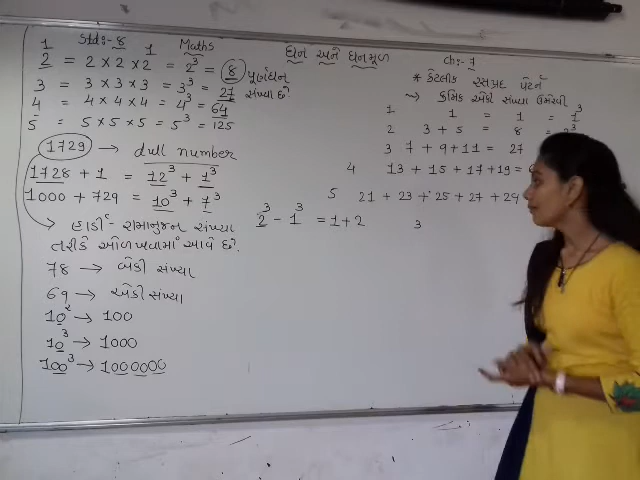 Std:- 8 Maths
ઘન અને ઘનમૂળ
Ch:- 7
1 1
2 = 2 × 2 × 2 = 2³ = 8 પૂર્ણઘન
3 = 3 × 3 × 3 = 3³ = 27 સંખ્યા છે.
4 = 4 × 4 × 4 = 4³ = 64
5 = 5 × 5 × 5 = 5³ = 125
1729 → dull number
1728 + 1 = 12³ + 1³
1000 + 729 = 10³ + 9³
→ હાર્ડી - રામાનુજન સંખ્યા
તરીકે ઓળખવામાં આવે છે.
78 → બેકી સંખ્યા
69 → એકી સંખ્યા
10² → 100
10³ → 1000
100³ → 1000000
2³ - 1³ = 1 + 2
* કેટલીક રસપ્રદ પેટર્ન
→ ક્રમિક એકી સંખ્યા ઉમેરવી
1 1 = 1 = 1³
2 3 + 5 = 8 = 2³
3 7 + 9 + 11 = 27
4 13 + 15 + 17 + 19 =
5 21 + 23 + 25 + 27 + 29
3